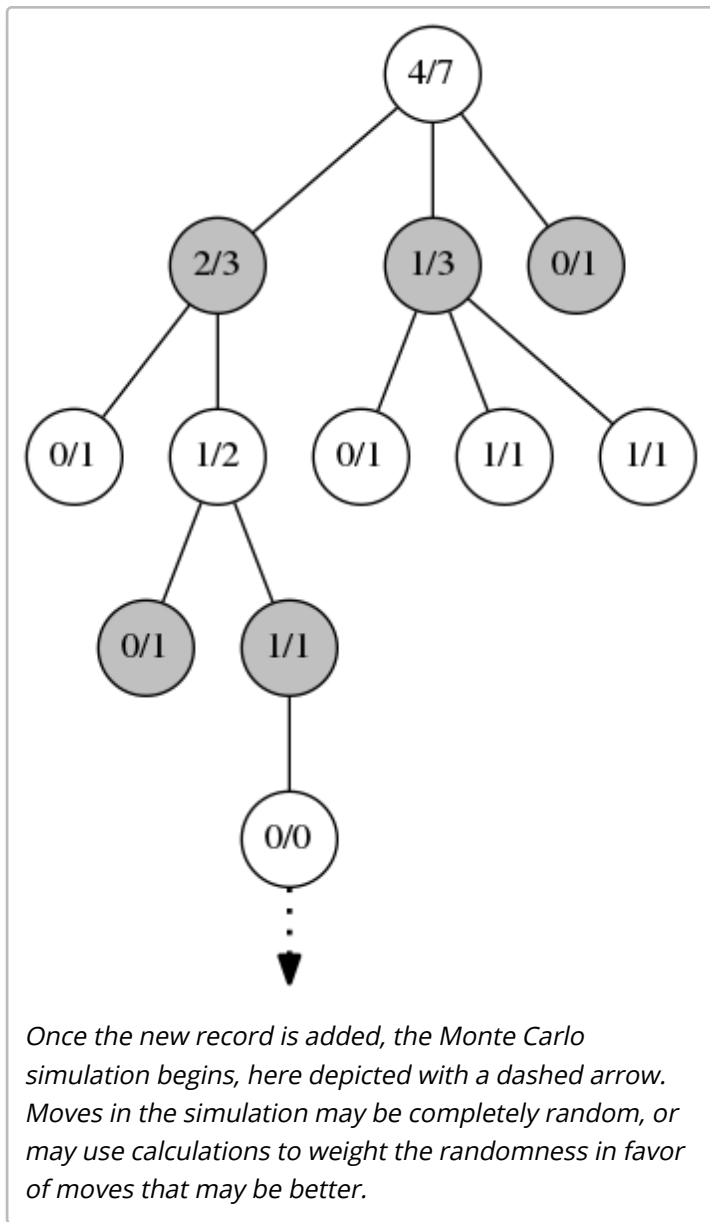 4/7
2/3 1/3 0/1
0/1 1/2 0/1 1/1 1/1
0/1 1/1
0/0
Once the new record is added, the Monte Carlo
simulation begins, here depicted with a dashed arrow.
Moves in the simulation may be completely random, or
may use calculations to weight the randomness in favor
of moves that may be better.